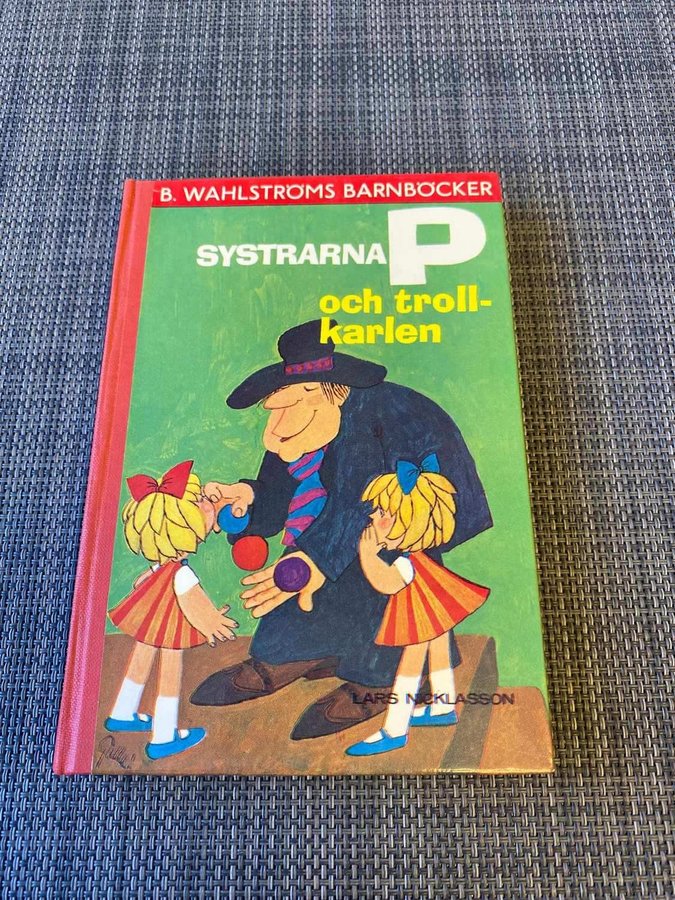 B. WAHLSTRÖMS BARNBÖCKER
SYSTRARNA P
och troll-
karlen
LARS NICKLASSON